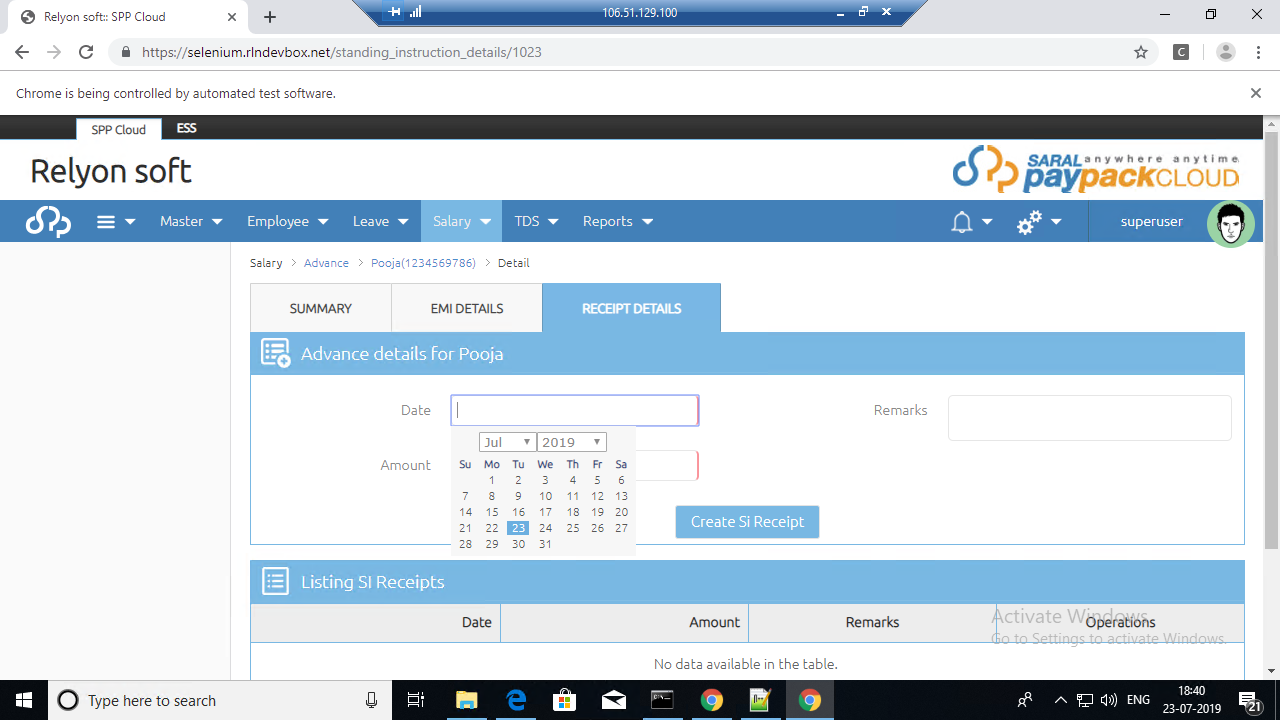 Relyon soft:: SPP Cloud
106.51.129.100
https://selenium.rlndevbox.net/standing_instruction_details/1023
C
Chrome is being controlled by automated test software.
SPP Cloud ESS
Relyon soft
SARAL anywhere anytime
paypackCLOUD
Master Employee Leave Salary TDS Reports superuser
Salary > Advance > Pooja(1234569786) > Detail
SUMMARY EMI DETAILS RECEIPT DETAILS
Advance details for Pooja
Date Remarks
Jul 2019
Amount
Su Mo Tu We Th Fr Sa
1 2 3 4 5 6
7 8 9 10 11 12 13
14 15 16 17 18 19 20
21 22 23 24 25 26 27
28 29 30 31
Create Si Receipt
Listing SI Receipts
Date Amount Remarks Operations
Activate Windows
Go to Settings to activate Windows.
No data available in the table.
Type here to search
ENG
18:40
23-07-2019
21